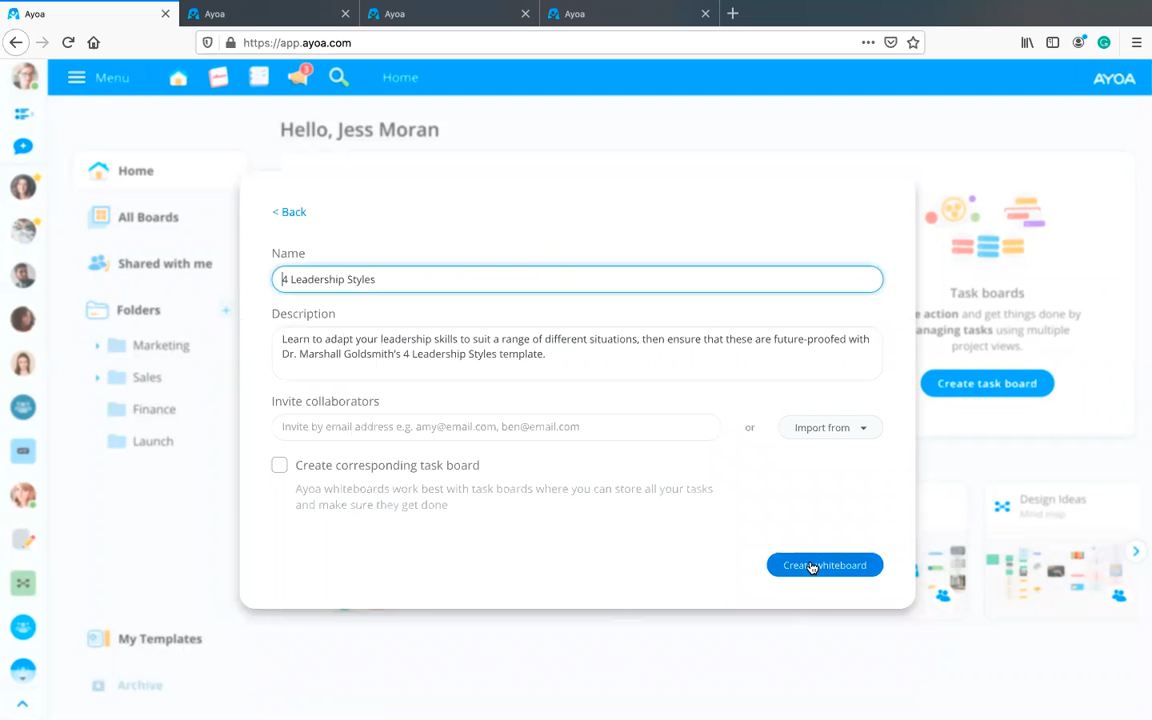 Ayoa
Ayoa
Ayoa
Ayoa
https://app.ayoa.com
Menu
3
Home
AYOA
Hello, Jess Moran
Home
All Boards
Shared with me
Folders
Marketing
Sales
Finance
Launch
My Templates
Archive
< Back
Name
4 Leadership Styles
Description
Learn to adapt your leadership skills to suit a range of different situations, then ensure that these are future-proofed with
Dr. Marshall Goldsmith's 4 Leadership Styles template.
Invite collaborators
Invite by email address e.g. amy@email.com, ben@email.com
or
Import from
Create corresponding task board
Ayoa whiteboards work best with task boards where you can store all your tasks
and make sure they get done
Create whiteboard
Task boards
e action and get things done by
managing tasks using multiple
project views.
Create task board
Design Ideas
Mind map